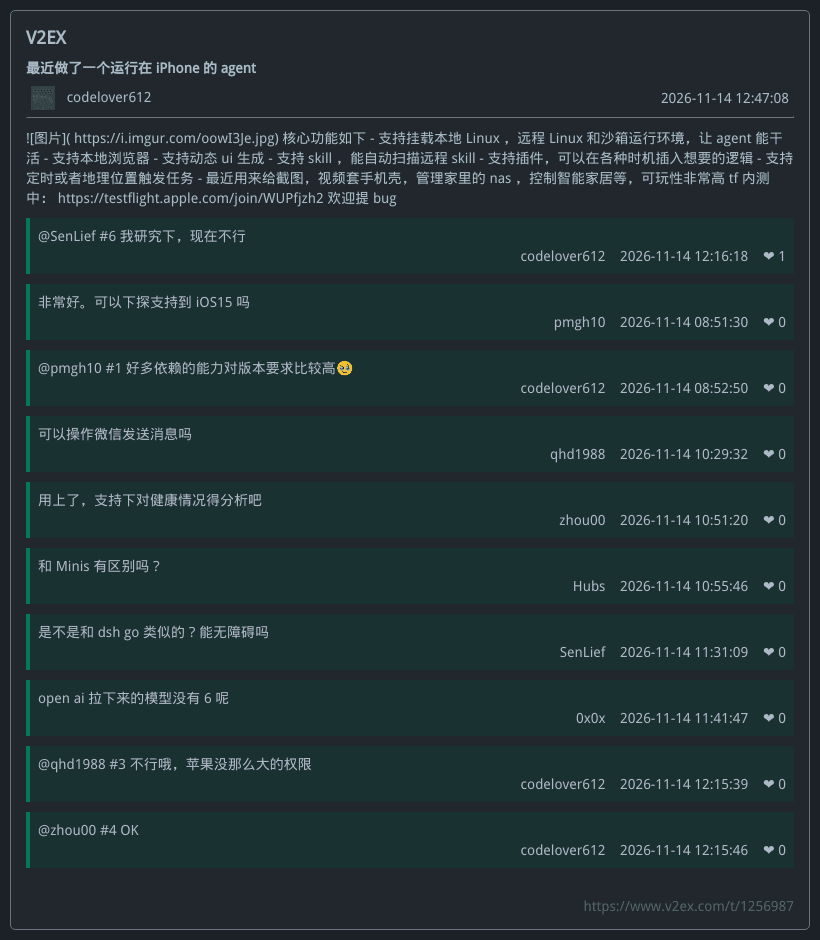 V2EX
最近做了一个运行在 iPhone 的 agent
codelover612
2026-11-14 12:47:08
![图片]( https://i.imgur.com/oowI3Je.jpg) 核心功能如下 - 支持挂载本地 Linux ，远程 Linux 和沙箱运行环境，让 agent 能干
活 - 支持本地浏览器 - 支持动态 ui 生成 - 支持 skill ，能自动扫描远程 skill - 支持插件，可以在各种时机插入想要的逻辑 - 支持
定时或者地理位置触发任务 - 最近用来给截图，视频套手机壳，管理家里的 nas ，控制智能家居等，可玩性非常高 tf 内测
中： https://testflight.apple.com/join/WUPfjzh2 欢迎提 bug
@SenLief #6 我研究下，现在不行
codelover612 2026-11-14 12:16:18 ❤ 1
非常好。可以下探支持到 iOS15 吗
pmgh10 2026-11-14 08:51:30 ❤ 0
@pmgh10 #1 好多依赖的能力对版本要求比较高🥹
codelover612 2026-11-14 08:52:50 ❤ 0
可以操作微信发送消息吗
qhd1988 2026-11-14 10:29:32 ❤ 0
用上了，支持下对健康情况得分析吧
zhou00 2026-11-14 10:51:20 ❤ 0
和 Minis 有区别吗？
Hubs 2026-11-14 10:55:46 ❤ 0
是不是和 dsh go 类似的？能无障碍吗
SenLief 2026-11-14 11:31:09 ❤ 0
open ai 拉下来的模型没有 6 呢
0x0x 2026-11-14 11:41:47 ❤ 0
@qhd1988 #3 不行哦，苹果没那么大的权限
codelover612 2026-11-14 12:15:39 ❤ 0
@zhou00 #4 OK
codelover612 2026-11-14 12:15:46 ❤ 0
https://www.v2ex.com/t/1256987